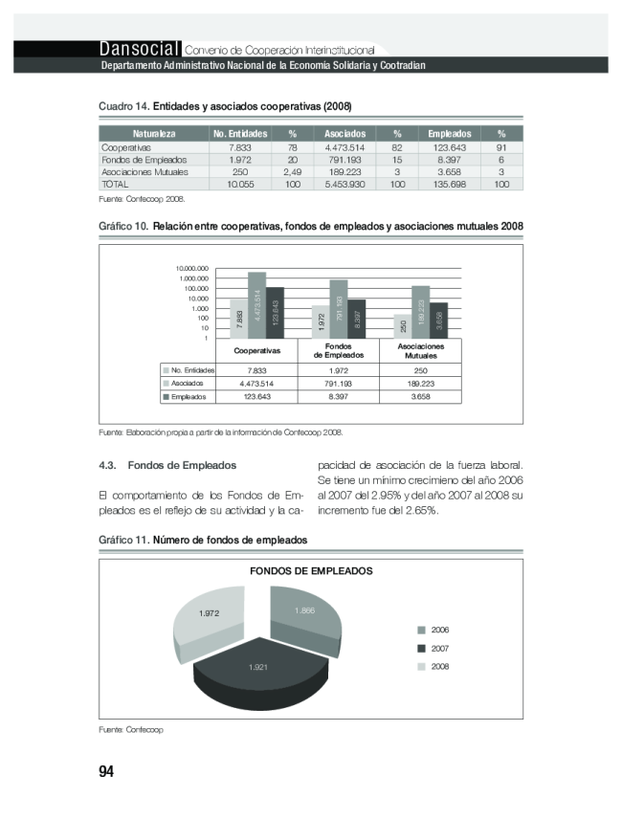 Dansocial Convenio de Cooperación Interinstitucional
Departamento Administrativo Nacional de la Economía Solidaria y Cootradian
Cuadro 14. Entidades y asociados cooperativas (2008)
Naturaleza No. Entidades % Asociados % Empleados %
Cooperativas 7.833 78 4.473.514 82 123.643 91
Fondos de Empleados 1.972 20 791.193 15 8.397 6
Asociaciones Mutuales 250 2,49 189.223 3 3.658 3
TOTAL 10.055 100 5.453.930 100 135.698 100
Fuente: Confecoop 2008.
Gráfico 10. Relación entre cooperativas, fondos de empleados y asociaciones mutuales 2008
10.000.000
1.000.000
100.000
10.000
1.000
100
10
1
7.883 4.473.514 123.643 1.972 791.193 8.397 250 189.223 3.658
Cooperativas Fondos de Empleados Asociaciones Mutuales
No. Entidades 7.833 1.972 250
Asociados 4.473.514 791.193 189.223
Empleados 123.643 8.397 3.658
Fuente: Elaboración propia a partir de la información de Confecoop 2008.
4.3. Fondos de Empleados
El comportamiento de los Fondos de Em-
pleados es el reflejo de su actividad y la ca-
pacidad de asociación de la fuerza laboral.
Se tiene un mínimo crecimieno del año 2006
al 2007 del 2.95% y del año 2007 al 2008 su
incremento fue del 2.65%.
Gráfico 11. Número de fondos de empleados
FONDOS DE EMPLEADOS
1.972
1.866
1.921
2006
2007
2008
Fuente: Confecoop
94